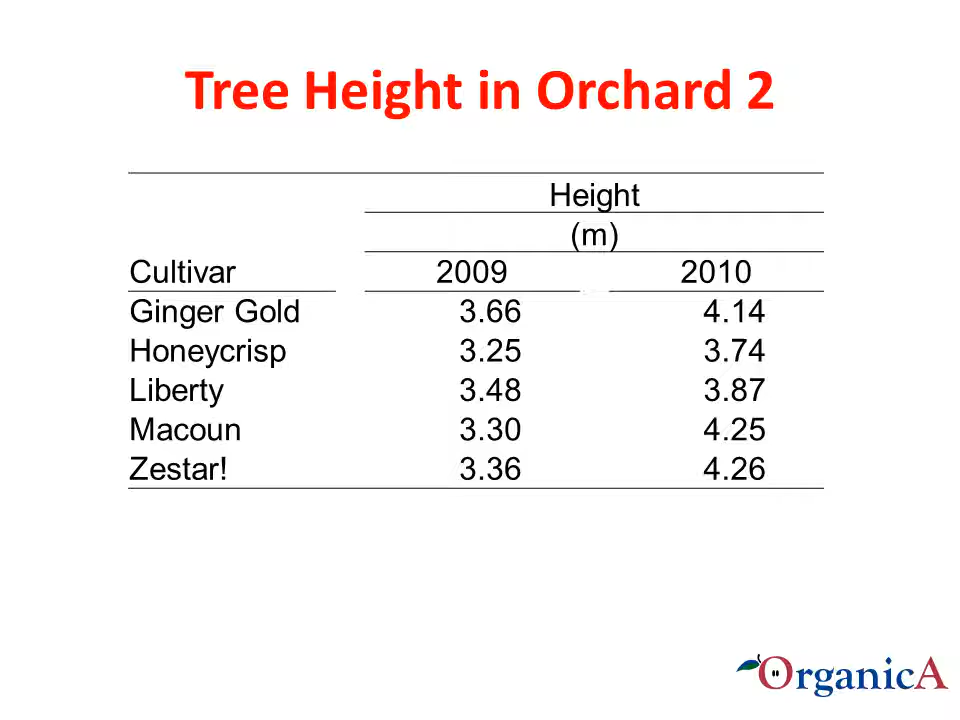 Tree Height in Orchard 2
Height
(m)
Cultivar 2009 2010
Ginger Gold 3.66 4.14
Honeycrisp 3.25 3.74
Liberty 3.48 3.87
Macoun 3.30 4.25
Zestar! 3.36 4.26
OrganicA